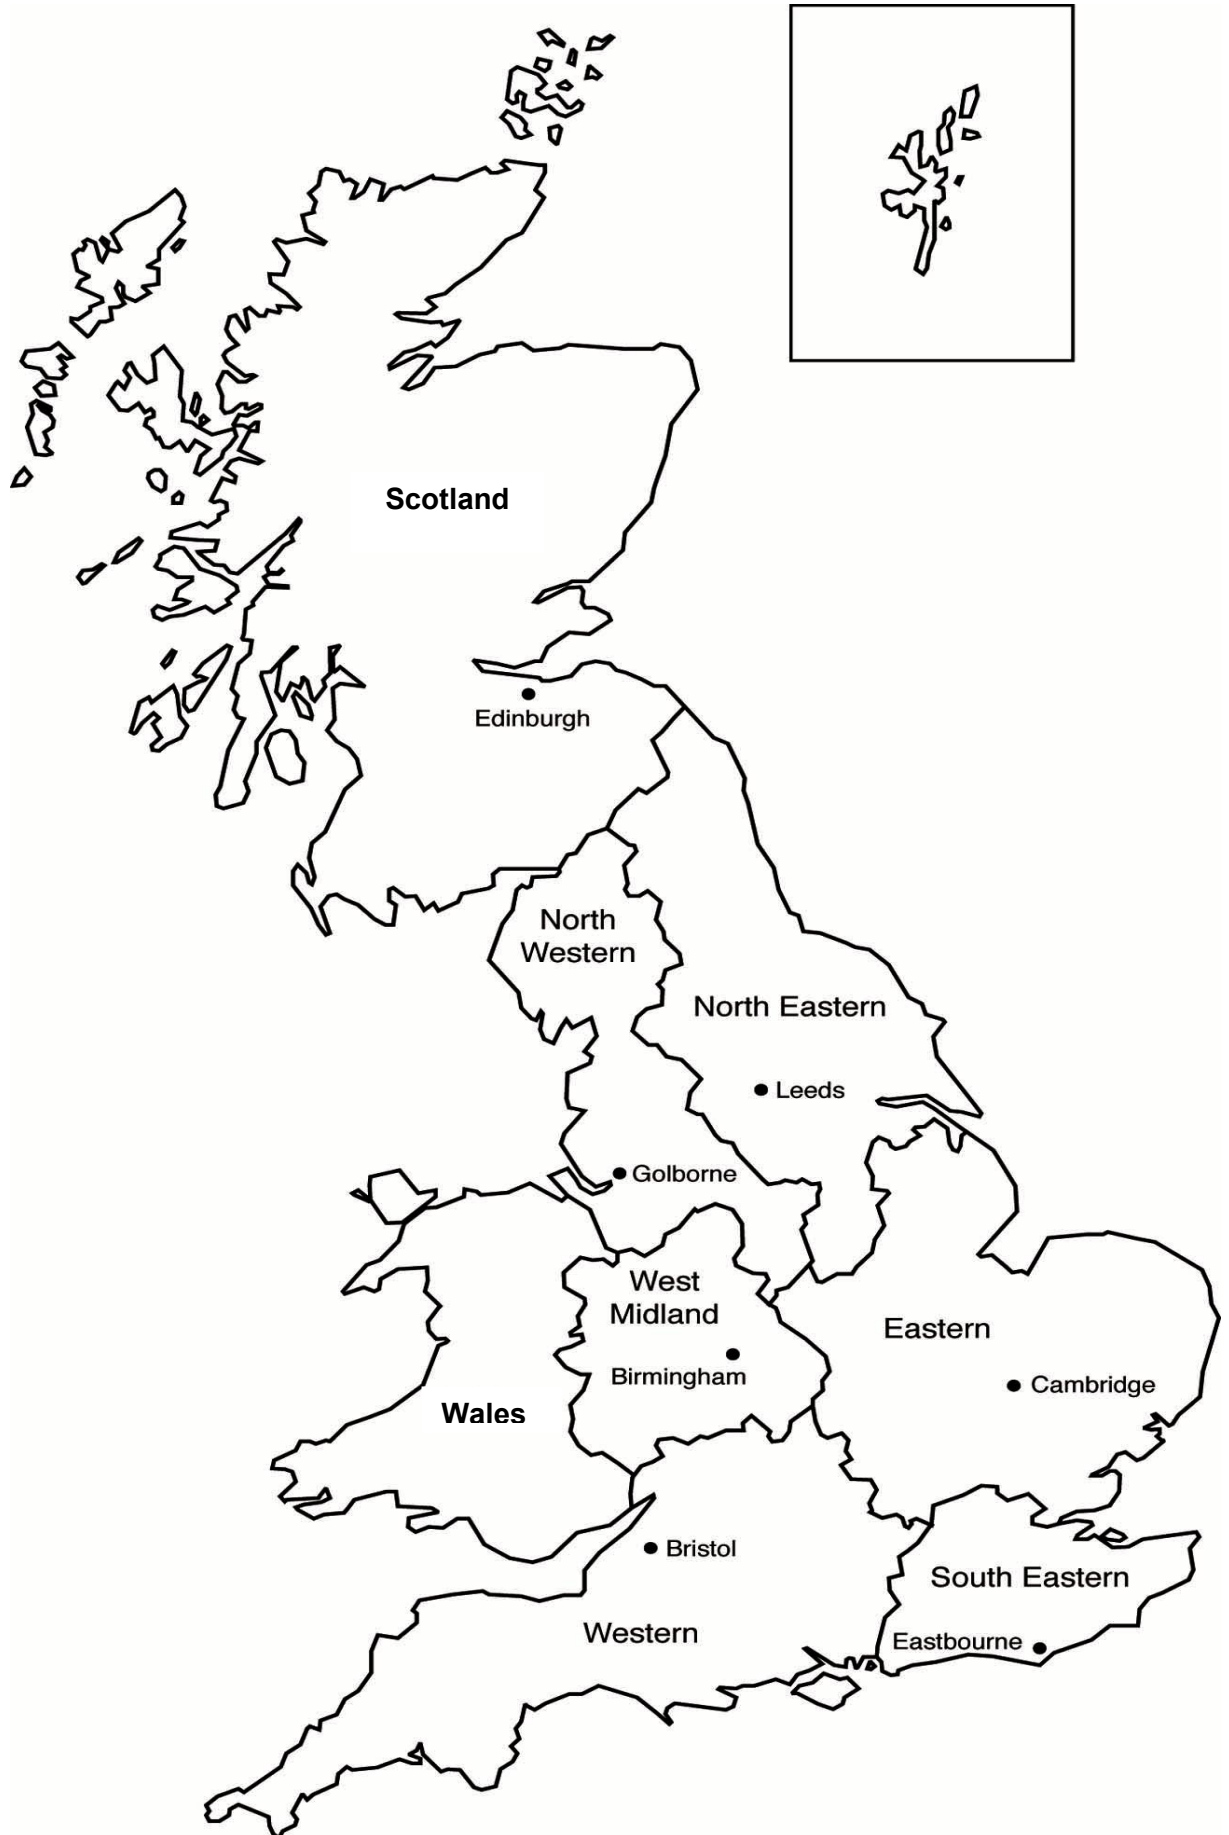 Scotland
Edinburgh
North
Western
North Eastern
Leeds
Golborne
West
Midland
Birmingham
Eastern
Cambridge
Wales
Bristol
South Eastern
Western
Eastbourne